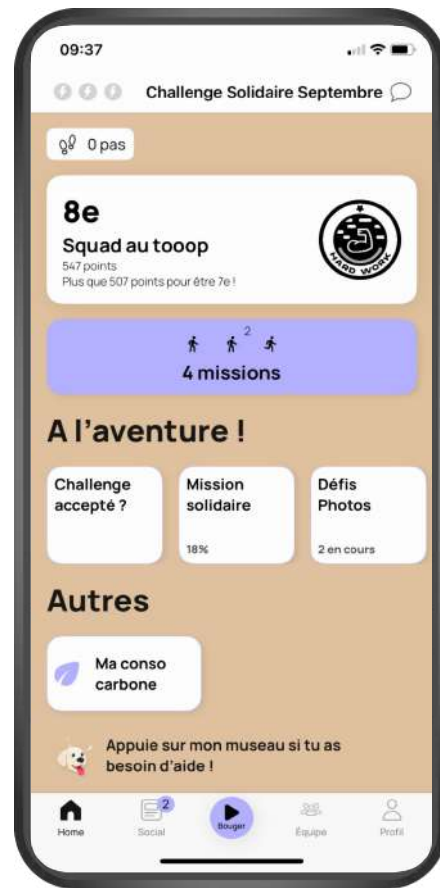 09:37
Challenge Solidaire Septembre
0 pas
8e
Squad au tooop
547 points
Plus que 507 points pour être 7e !
HARD WORK
2
4 missions
A l'aventure !
Challenge
accepté ?
Mission
solidaire
18%
Défis
Photos
2 en cours
Autres
Ma conso
carbone
Appuie sur mon museau si tu as
besoin d'aide !
2
Home
Social
Bouger
Équipe
Profil